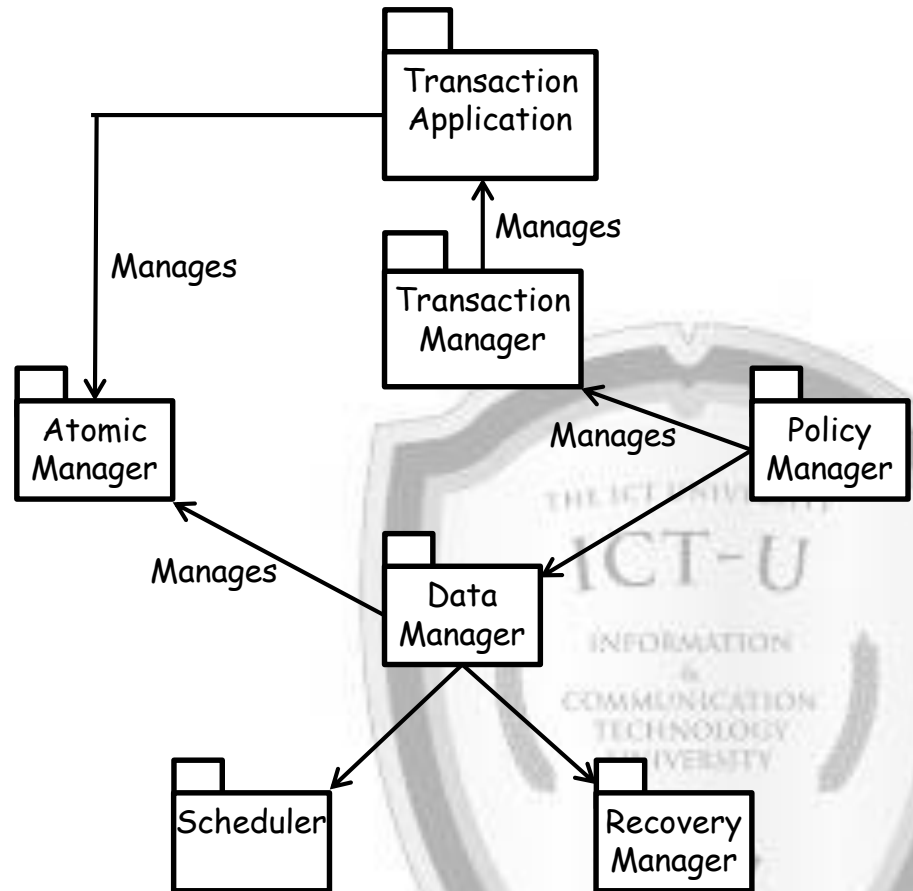 Transaction
Application
Manages
Manages
Transaction
Manager
Atomic
Manager
Manages
Policy
Manager
THE ICT UNIVERSITY
ICT-U
Manages
Data
Manager
INFORMATION
&
COMMUNICATION
TECHNOLOGY
UNIVERSITY
Scheduler
Recovery
Manager